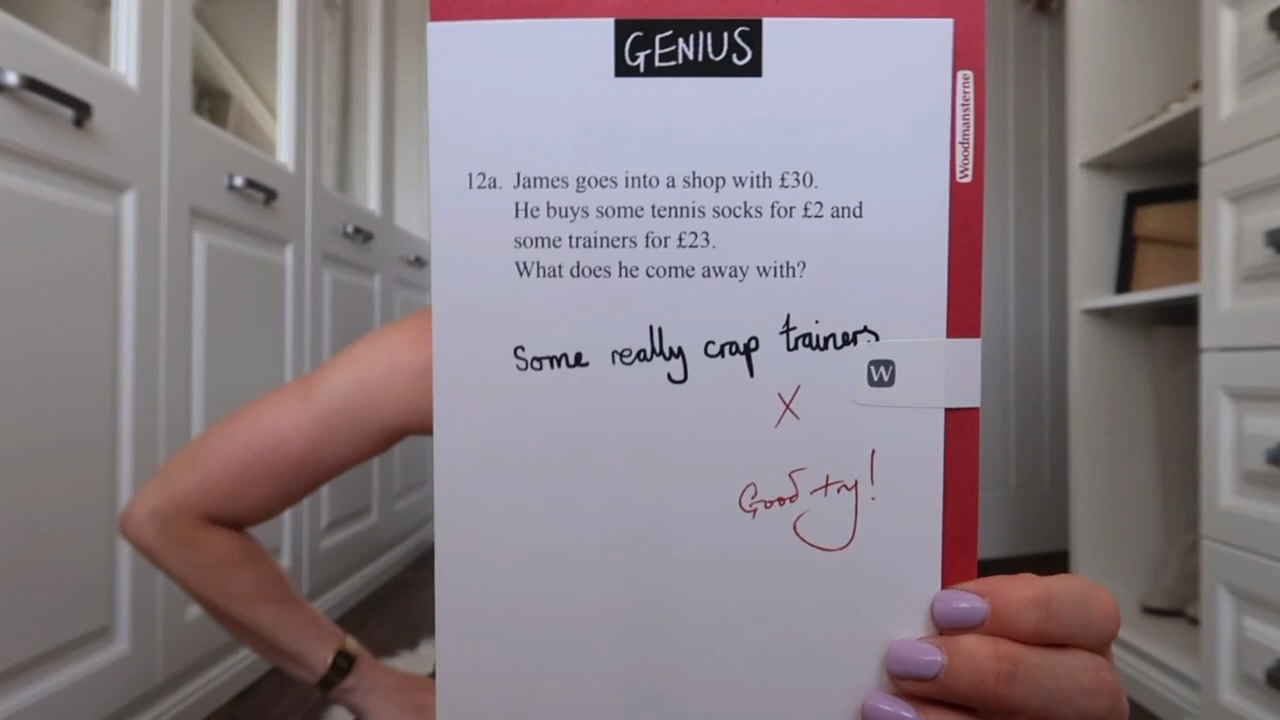 GENIUS
Woodmansterne
12a. James goes into a shop with £30.
He buys some tennis socks for £2 and
some trainers for £23.
What does he come away with?
Some really crap trainers
W
X
Good try!